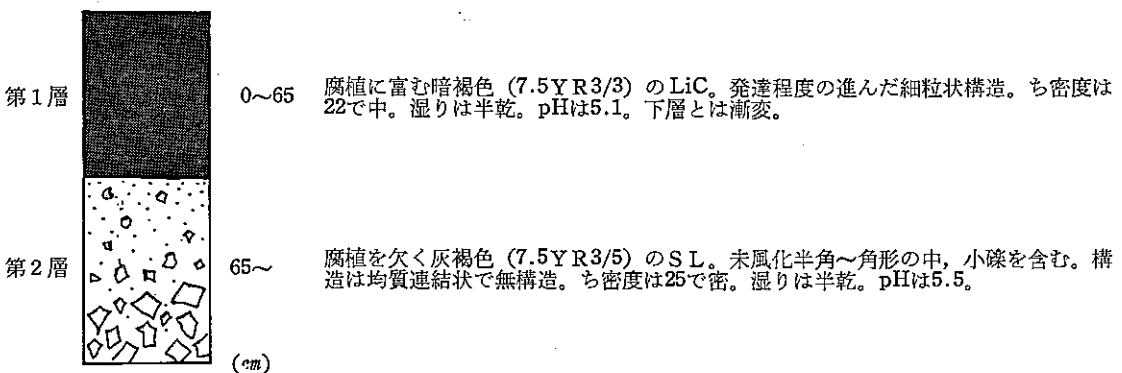 第1層 0～65 腐植に富む暗褐色 (7.5YR3/3) のLiC。発達程度の進んだ細粒状構造。ち密度は
22で中。湿りは半乾。pHは5.1。下層とは漸変。
第2層 65～ 腐植を欠く灰褐色 (7.5YR3/5) のSL。未風化半角～角形の中，小礫を含む。構
造は均質連結状で無構造。ち密度は25で密。湿りは半乾。pHは5.5。
(cm)